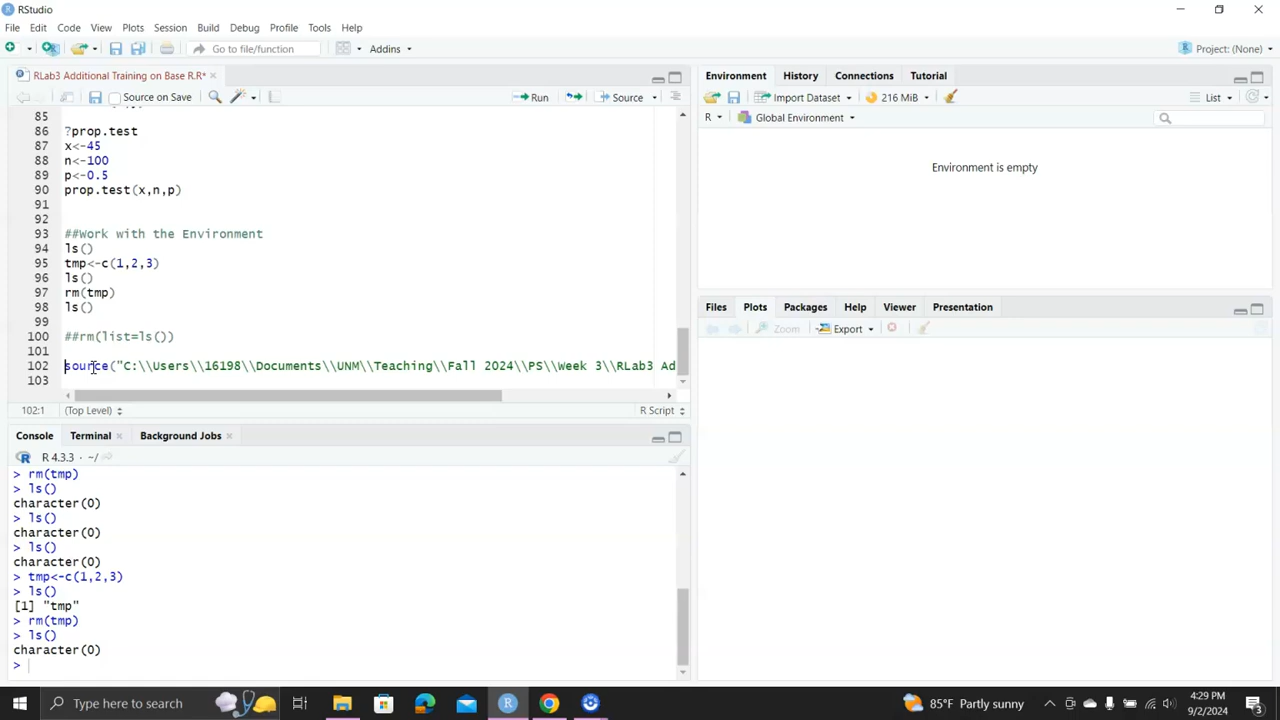 RStudio
File Edit Code View Plots Session Build Debug Profile Tools Help
Go to file/function Addins Project: (None)
RLab3 Additional Training on Base R.R*
Source on Save Run Source
85
86 ?prop.test
87 x<-45
88 n<-100
89 p<-0.5
90 prop.test(x,n,p)
91
92
93 ##Work with the Environment
94 ls()
95 tmp<-c(1,2,3)
96 ls()
97 rm(tmp)
98 ls()
99
100 ##rm(list=ls())
101
102 source("C:\\Users\\16198\\Documents\\UNM\\Teaching\\Fall 2024\\PS\\Week 3\\RLab3 Ad
103
102:1 (Top Level) R Script
Console Terminal Background Jobs
R 4.3.3 · ~/
> rm(tmp)
> ls()
character(0)
> ls()
character(0)
> ls()
character(0)
> tmp<-c(1,2,3)
> ls()
[1] "tmp"
> rm(tmp)
> ls()
character(0)
>
Environment History Connections Tutorial
Import Dataset 216 MiB List
R Global Environment
Environment is empty
Files Plots Packages Help Viewer Presentation
Zoom Export
Type here to search
85°F Partly sunny
4:29 PM
9/2/2024
3